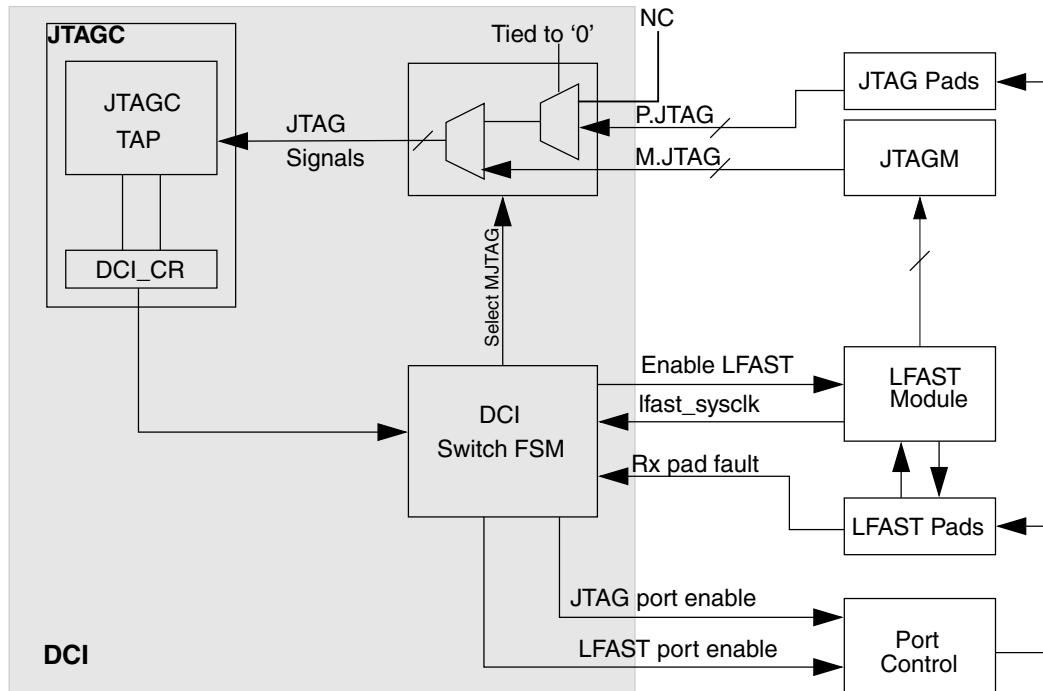 JTAGC
Tied to ‘0’
NC
JTAGC
TAP
JTAG
Signals
P.JTAG
M.JTAG
JTAG Pads
JTAGM
DCI_CR
Select MJTAG
DCI
Switch FSM
Enable LFAST
lfast_sysclk
Rx pad fault
LFAST
Module
LFAST Pads
JTAG port enable
LFAST port enable
Port
Control
DCI